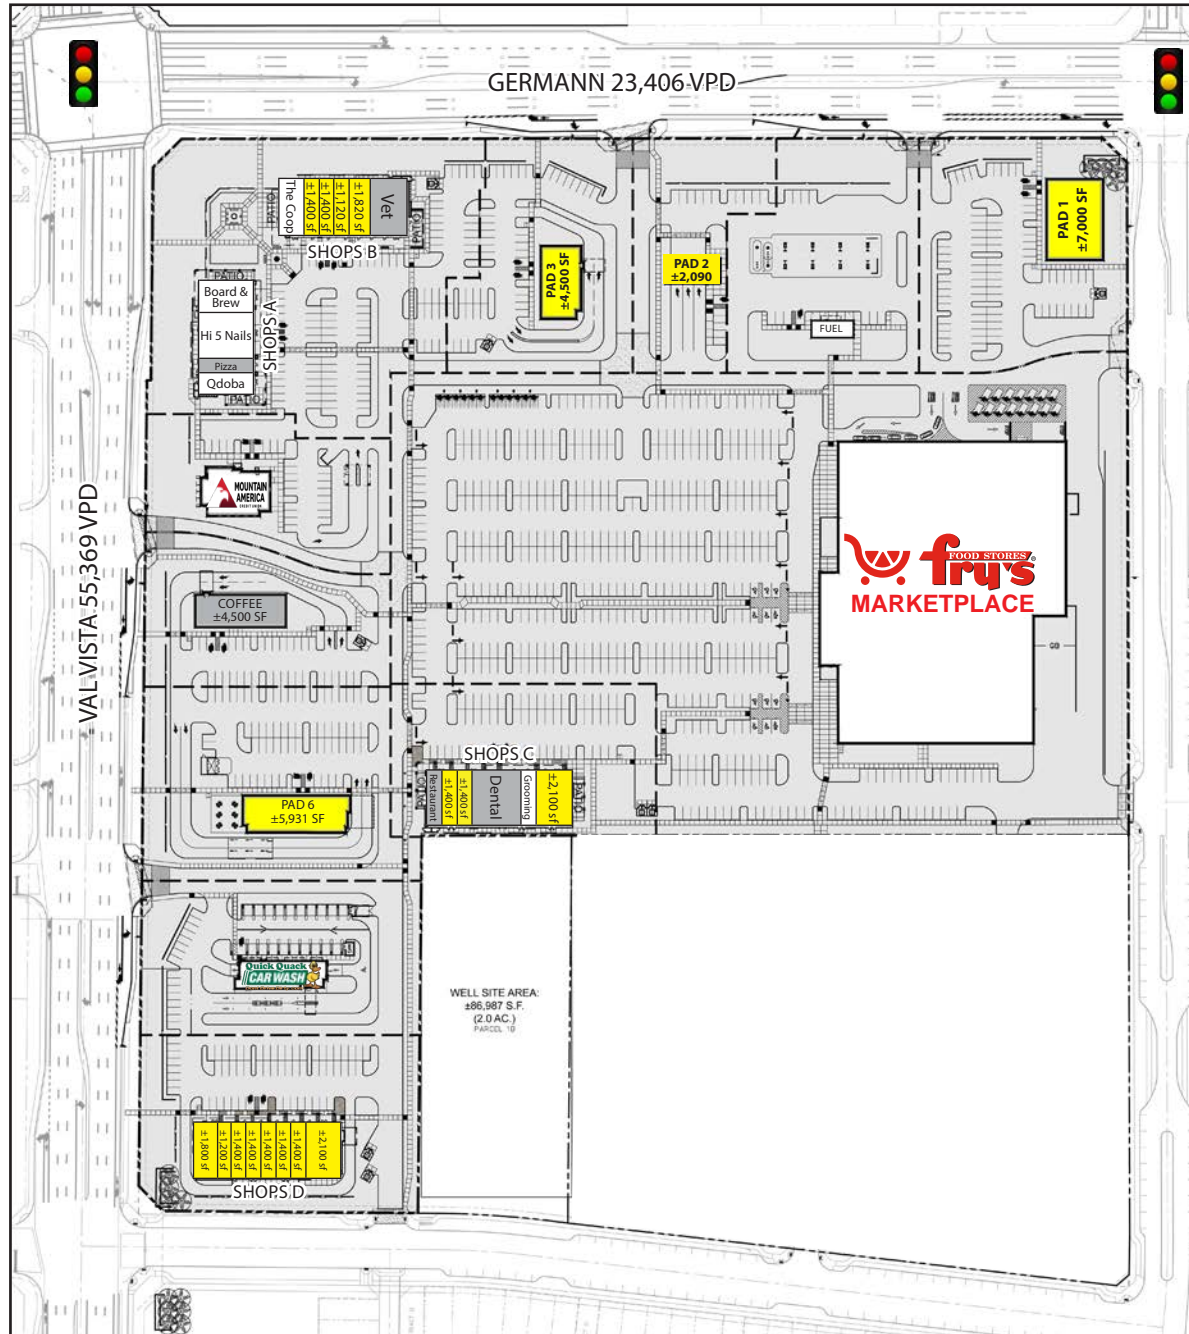 GERMANN 23,406 VPD
VAL VISTA 55,369 VPD
PATIO
The Coop
±1,400 sf
±1,400 sf
±1,120 sf
±1,820 sf
Vet
PATIO
SHOPS B
PAD 3
±4,500 SF
PAD 2
±2,090
PAD 1
±7,000 SF
FUEL
PATIO
Board &
Brew
Hi 5 Nails
Pizza
Qdoba
PATIO
SHOPS A
MOUNTAIN
AMERICA
CREDIT UNION
COFFEE
±4,500 SF
fry's
FOOD STORES
MARKETPLACE
SHOPS C
Restaurant
±1,400 sf
±1,400 sf
Dental
Grooming
±2,100 sf
PATIO
PAD 6
±5,931 SF
Quick Quack
CAR WASH
WELL SITE AREA:
±86,987 S.F.
(2.0 AC.)
PARCEL 1D
±1,800 sf
±1,200 sf
±1,400 sf
±1,400 sf
±1,400 sf
±1,400 sf
±1,400 sf
±2,100 sf
SHOPS D